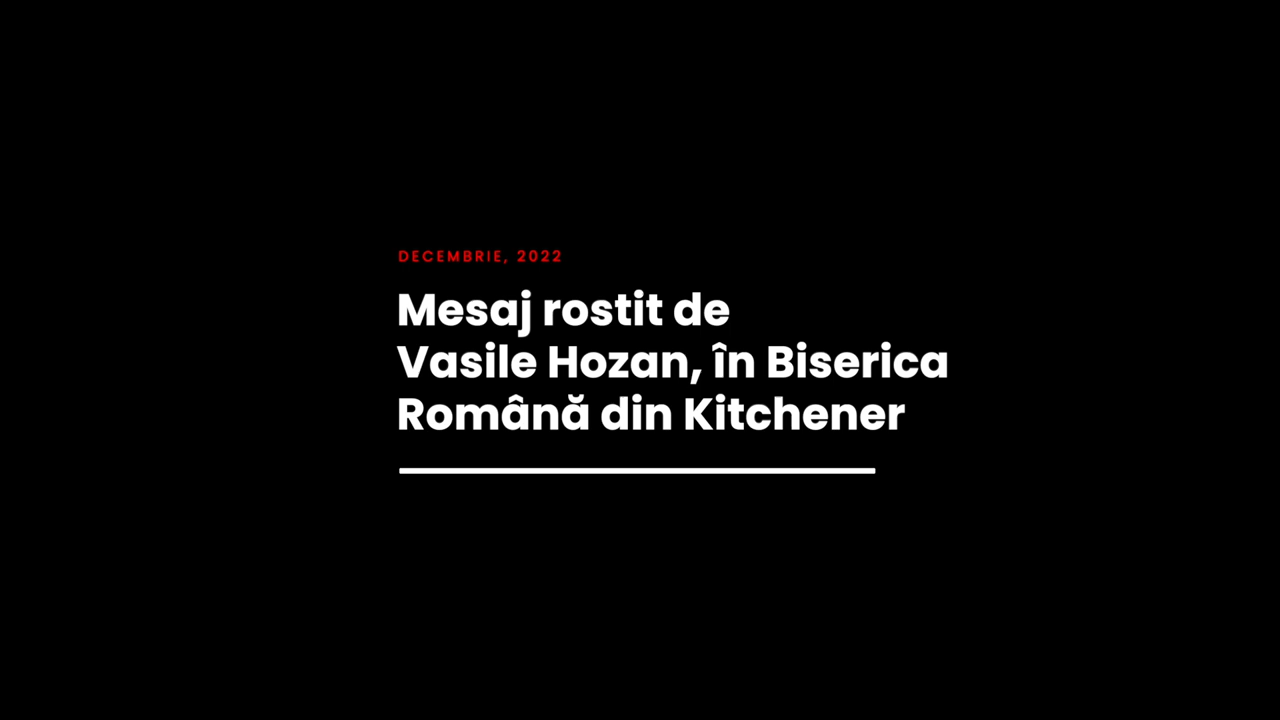 DECEMBRIE, 2022
Mesaj rostit de
Vasile Hozan, în Biserica
Română din Kitchener